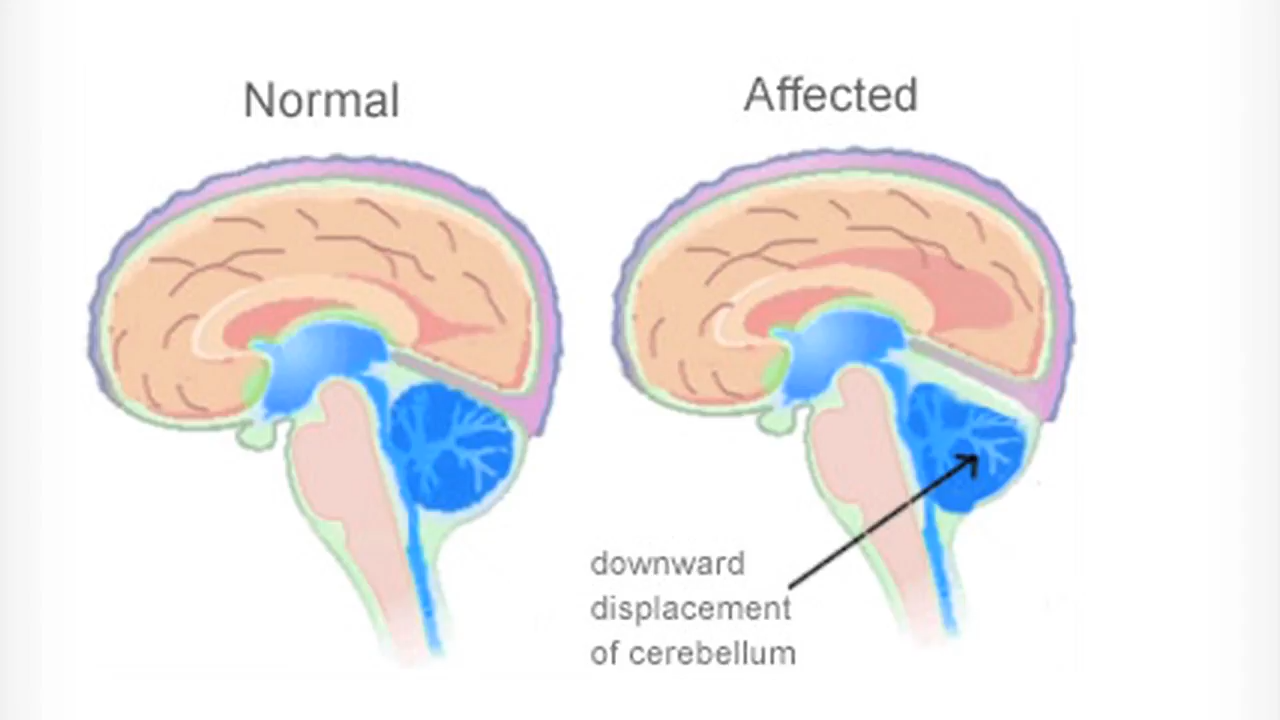 Normal
Affected
downward
displacement
of cerebellum